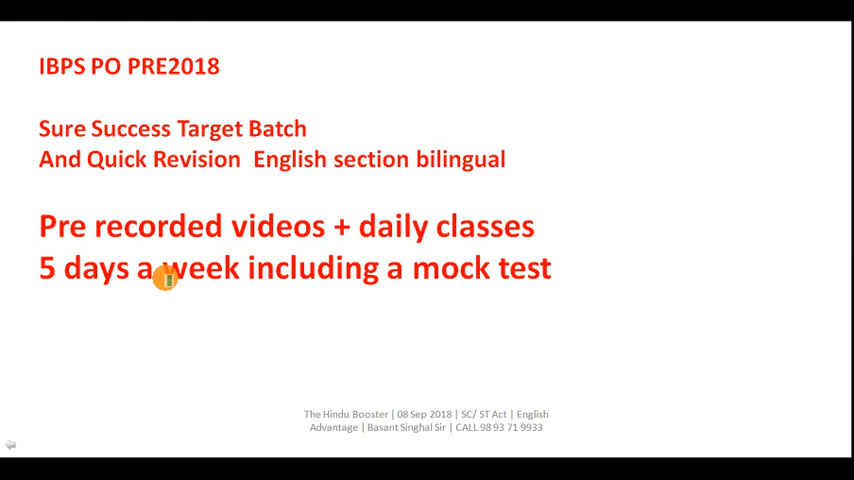 IBPS PO PRE2018
Sure Success Target Batch
And Quick Revision  English section bilingual
Pre recorded videos + daily classes
5 days a week including a mock test
The Hindu Booster | 08 Sep 2018 | SC/ ST Act | English
Advantage | Basant Singhal Sir | CALL 98 93 71 9933